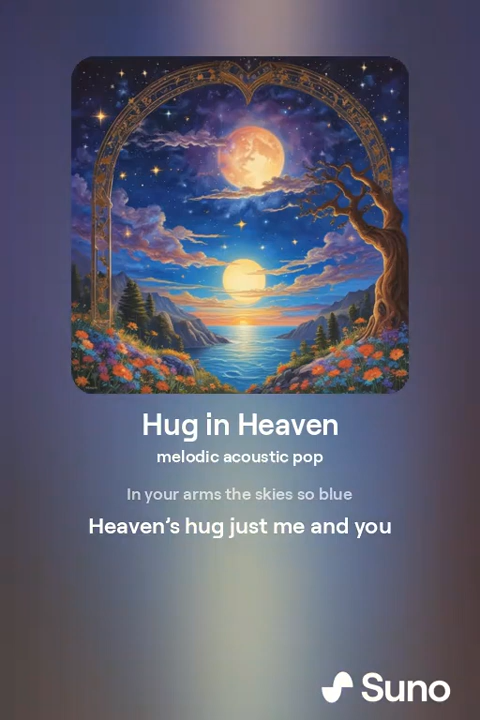 Hug in Heaven
melodic acoustic pop
In your arms the skies so blue
Heaven's hug just me and you
Suno